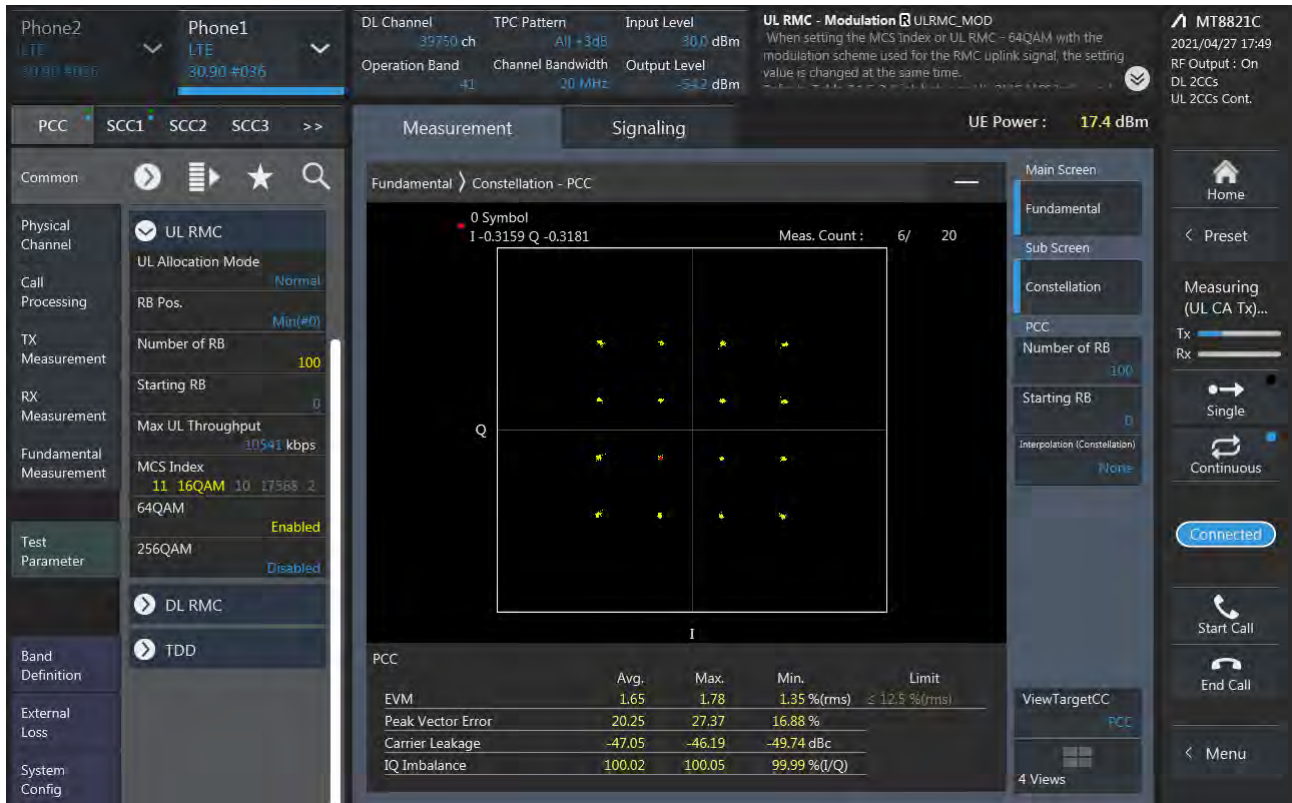 Phone2
LTE
30.90 #036
Phone1
LTE
30.90 #036
DL Channel
39750 ch
TPC Pattern
All +3dB
Input Level
30.0 dBm
Operation Band
41
Channel Bandwidth
20 MHz
Output Level
-54.2 dBm
UL RMC - Modulation R ULRMC_MOD
When setting the MCS Index or UL RMC - 64QAM with the
modulation scheme used for the RMC uplink signal, the setting
value is changed at the same time.
MT8821C
2021/04/27 17:49
RF Output : On
DL 2CCs
UL 2CCs Cont.
PCC SCC1 SCC2 SCC3 >>
Measurement
Signaling
UE Power : 17.4 dBm
Common
Physical
Channel
Call
Processing
TX
Measurement
RX
Measurement
Fundamental
Measurement
Test
Parameter
Band
Definition
External
Loss
System
Config
UL RMC
UL Allocation Mode
Normal
RB Pos.
Min(#0)
Number of RB
100
Starting RB
0
Max UL Throughput
10541 kbps
MCS Index
11 16QAM 10 17568 2
64QAM
Enabled
256QAM
Disabled
DL RMC
TDD
Fundamental 〉 Constellation - PCC
0 Symbol
I -0.3159 Q -0.3181
Meas. Count : 6/ 20
Q
I
PCC
Avg. Max. Min. Limit
EVM 1.65 1.78 1.35 %(rms) ≤ 12.5 %(rms)
Peak Vector Error 20.25 27.37 16.88 %
Carrier Leakage -47.05 -46.19 -49.74 dBc
IQ Imbalance 100.02 100.05 99.99 %(I/Q)
Main Screen
Fundamental
Sub Screen
Constellation
PCC
Number of RB
100
Starting RB
0
Interpolation (Constellation)
None
ViewTargetCC
PCC
4 Views
Home
< Preset
Measuring
(UL CA Tx)...
Tx
Rx
Single
Continuous
Connected
Start Call
End Call
< Menu